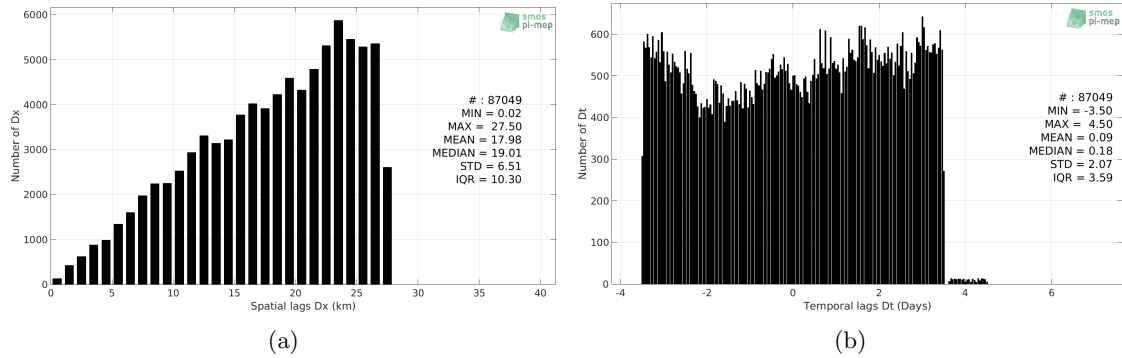 smos
pi-mep
6000
5000
4000
3000
2000
1000
0
Number of Dx
# : 87049
MIN = 0.02
MAX = 27.50
MEAN = 17.98
MEDIAN = 19.01
STD = 6.51
IQR = 10.30
0 5 10 15 20 25 30 35 40
Spatial lags Dx (km)
(a)
smos
pi-mep
600
500
400
300
200
100
0
Number of Dt
# : 87049
MIN = -3.50
MAX = 4.50
MEAN = 0.09
MEDIAN = 0.18
STD = 2.07
IQR = 3.59
-4 -2 0 2 4 6
Temporal lags Dt (Days)
(b)